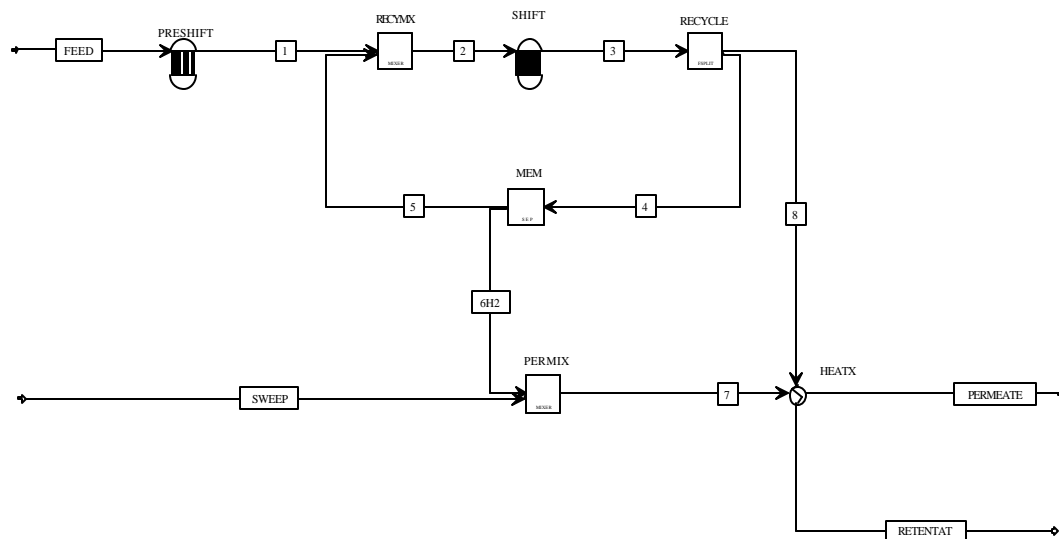 PRESHIFT
RECYMX
SHIFT
RECYCLE
FEED
1
MIXER
2
3
FSPLIT
MEM
5
SEP
4
8
6H2
PERMIX
HEATX
SWEEP
MIXER
7
PERMEATE
RETENTAT